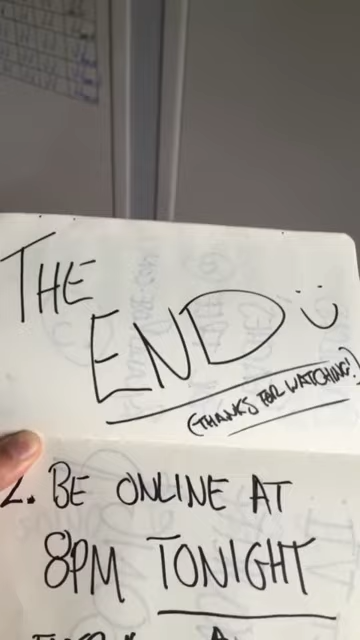 THE
END :)
(THANKS FOR WATCHING!)
2. BE ONLINE AT
8PM TONIGHT